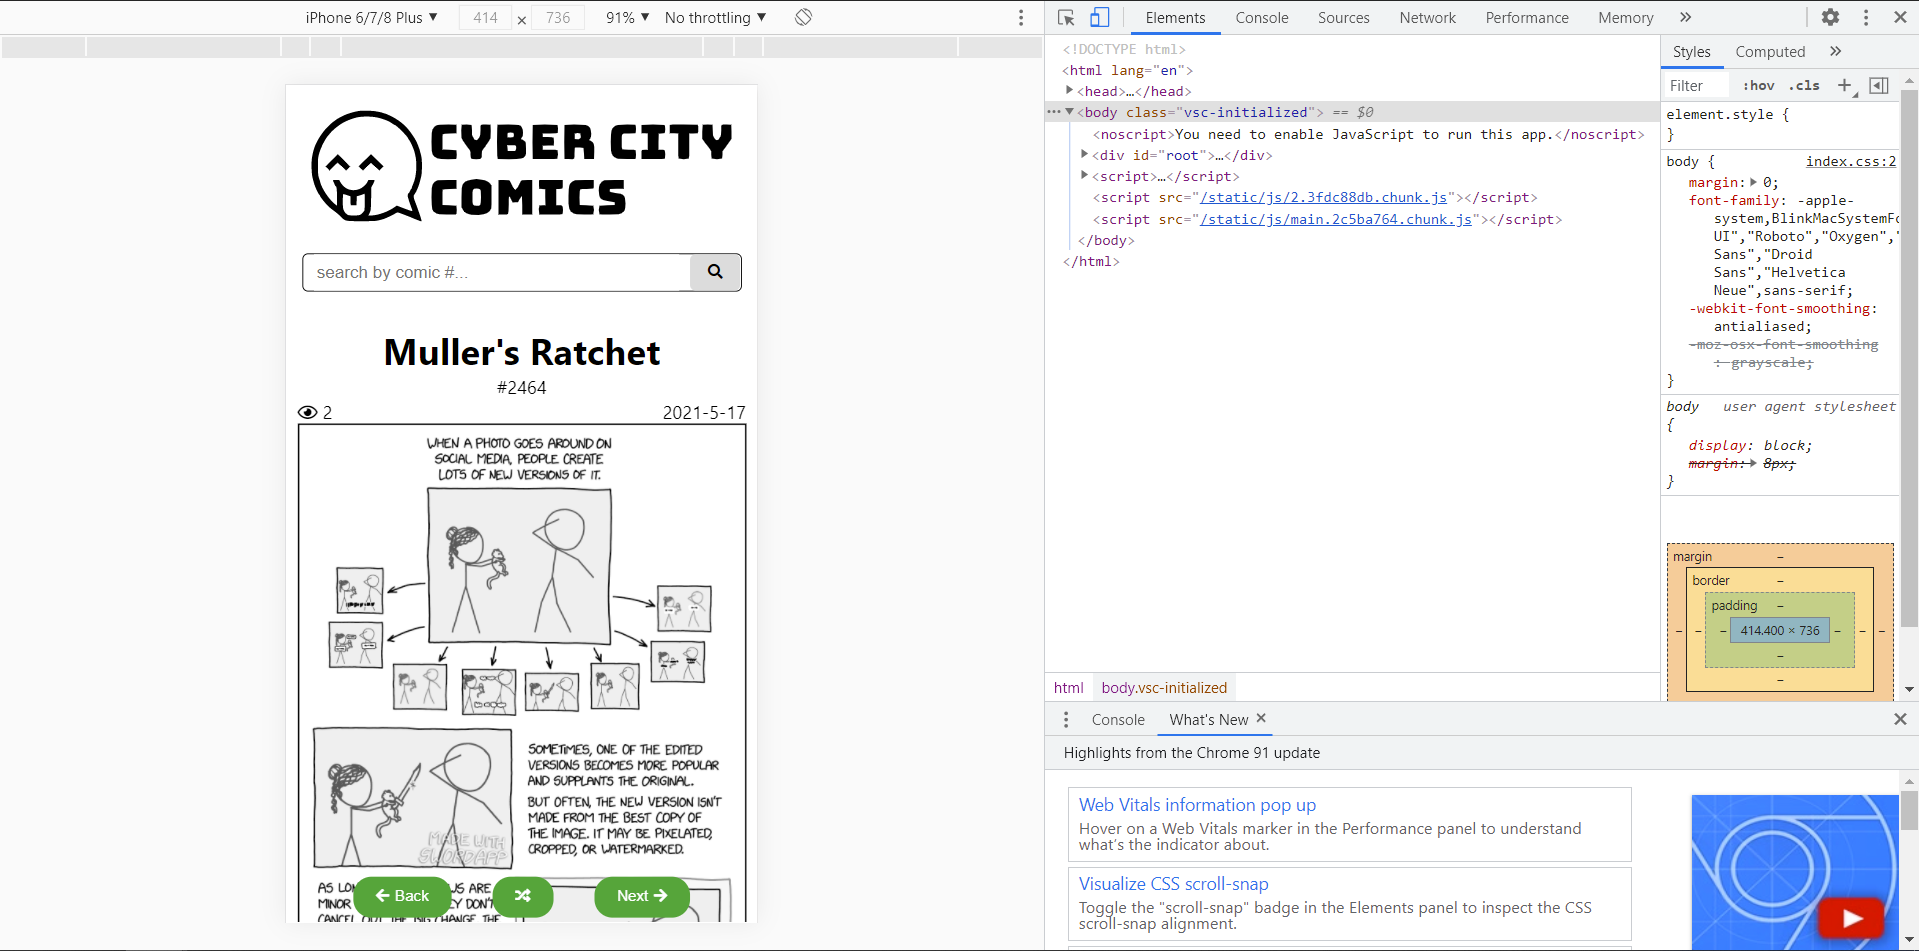 iPhone 6/7/8 Plus ▼ 414 × 736 91% ▼ No throttling ▼
CYBER CITY
COMICS
search by comic #...
Muller's Ratchet
#2464
2 2021-5-17
WHEN A PHOTO GOES AROUND ON
SOCIAL MEDIA, PEOPLE CREATE
LOTS OF NEW VERSIONS OF IT.
MADE WITH
SWORDAPP
SOMETIMES, ONE OF THE EDITED
VERSIONS BECOMES MORE POPULAR
AND SUPPLANTS THE ORIGINAL.
BUT OFTEN, THE NEW VERSION ISN'T
MADE FROM THE BEST COPY OF
THE IMAGE. IT MAY BE PIXELATED,
CROPPED, OR WATERMARKED.
AS US ARE
MINOR DON'T
CANCEL OUT THE BIG CHANGE, THE
Back Next
Elements Console Sources Network Performance Memory »
<!DOCTYPE html>
<html lang="en">
<head>…</head>
<body class="vsc-initialized"> == $0
<noscript>You need to enable JavaScript to run this app.</noscript>
<div id="root">…</div>
<script>…</script>
<script src="/static/js/2.3fdc88db.chunk.js"></script>
<script src="/static/js/main.2c5ba764.chunk.js"></script>
</body>
</html>
html body.vsc-initialized
Styles Computed »
Filter :hov .cls +
element.style {
}
body { index.css:2
margin: 0;
font-family: -apple-
system,BlinkMacSystemFo
UI","Roboto","Oxygen","
Sans","Droid
Sans","Helvetica
Neue",sans-serif;
-webkit-font-smoothing:
antialiased;
-moz-osx-font-smoothing
: grayscale;
}
body user agent stylesheet
{
display: block;
margin: 8px;
}
margin –
border –
padding –
– – – 414.400 × 736 – – –
–
–
Console What's New ×
Highlights from the Chrome 91 update
Web Vitals information pop up
Hover on a Web Vitals marker in the Performance panel to understand
what's the indicator about.
Visualize CSS scroll-snap
Toggle the "scroll-snap" badge in the Elements panel to inspect the CSS
scroll-snap alignment.